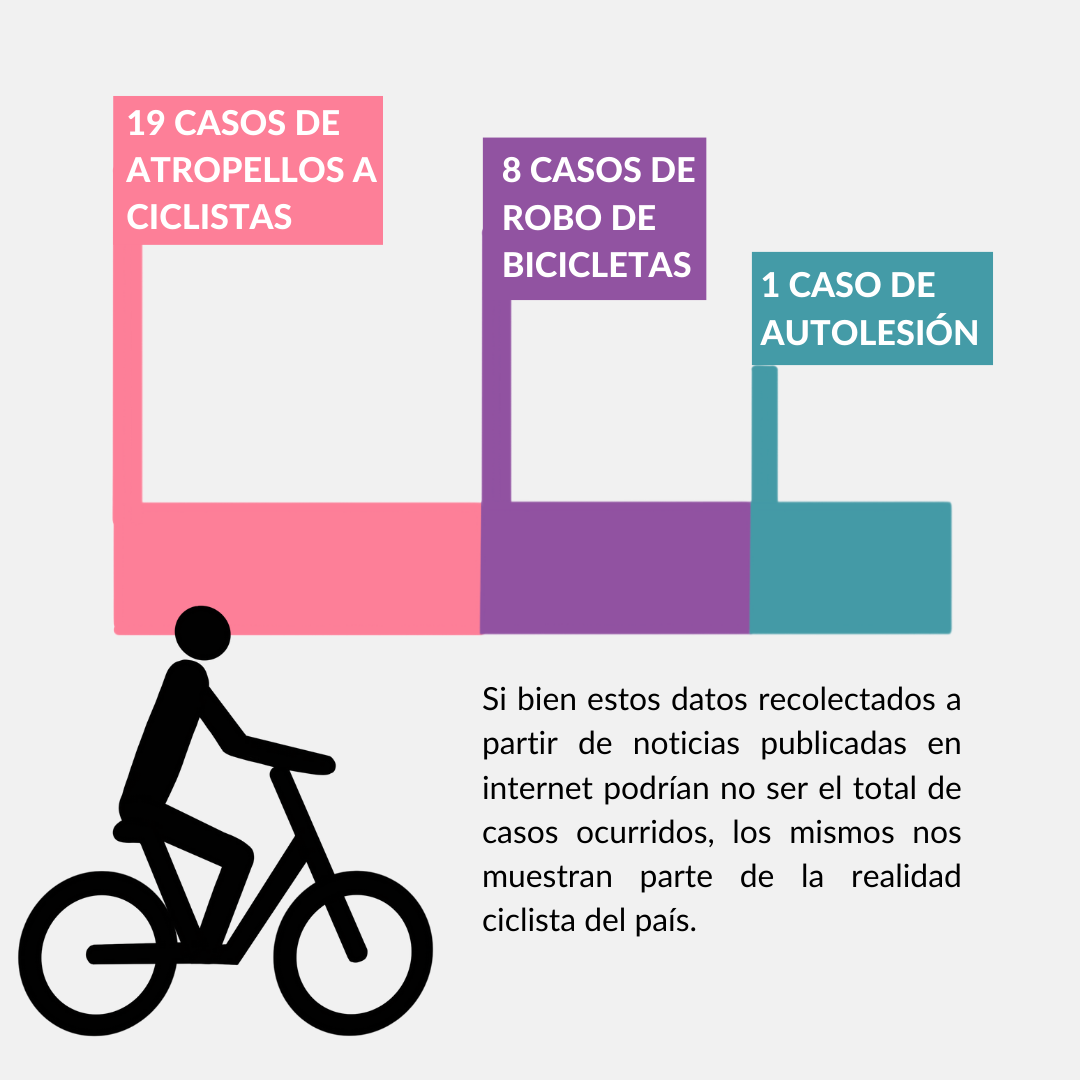 19 CASOS DE
ATROPELLOS A
CICLISTAS
8 CASOS DE
ROBO DE
BICICLETAS
1 CASO DE
AUTOLESIÓN
Si bien estos datos recolectados a
partir de noticias publicadas en
internet podrían no ser el total de
casos ocurridos, los mismos nos
muestran parte de la realidad
ciclista del país.